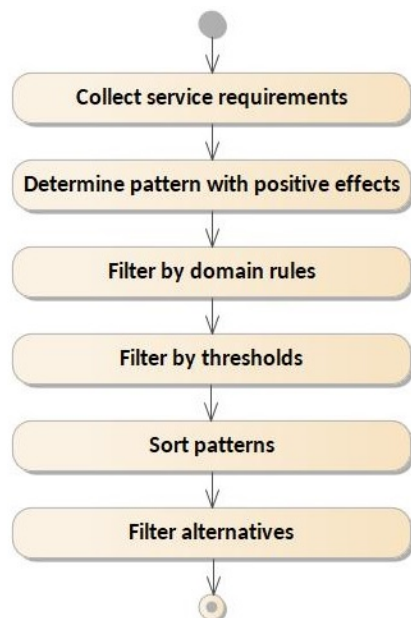 Collect service requirements
Determine pattern with positive effects
Filter by domain rules
Filter by thresholds
Sort patterns
Filter alternatives